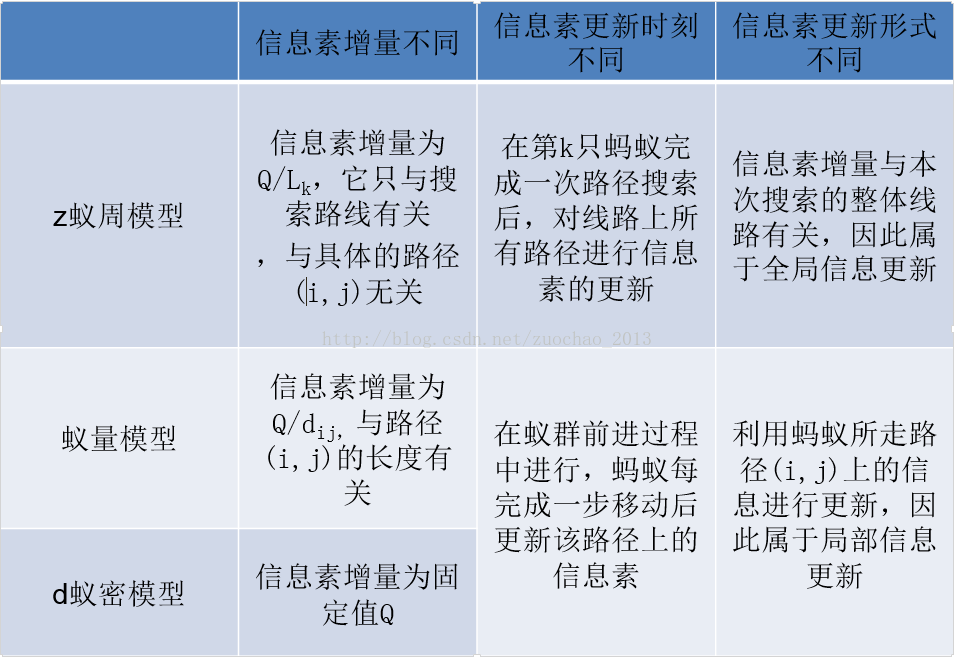 信息素增量不同
信息素更新时刻
不同
信息素更新形式
不同
z蚁周模型
信息素增量为
Q/Lk，它只与搜
索路线有关
，与具体的路径
(i,j)无关
在第k只蚂蚁完
成一次路径搜索
后，对线路上所
有路径进行信息
素的更新
信息素增量与本
次搜索的整体线
路有关，因此属
于全局信息更新
http://blog.csdn.net/zuochao_2013
蚁量模型
信息素增量为
Q/dij,与路径
(i,j)的长度有
关
在蚁群前进过程
中进行，蚂蚁每
完成一步移动后
更新该路径上的
信息素
利用蚂蚁所走路
径(i,j)上的信
息进行更新，因
此属于局部信息
更新
d蚁密模型
信息素增量为固
定值Q